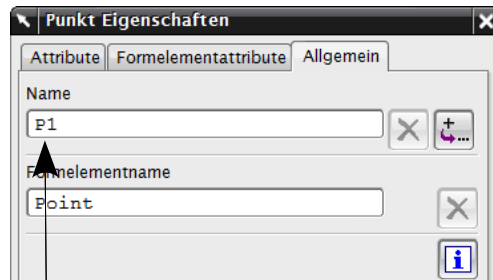 Punkt Eigenschaften
Attribute Formelementattribute Allgemein
Name
P1
Formelementname
Point